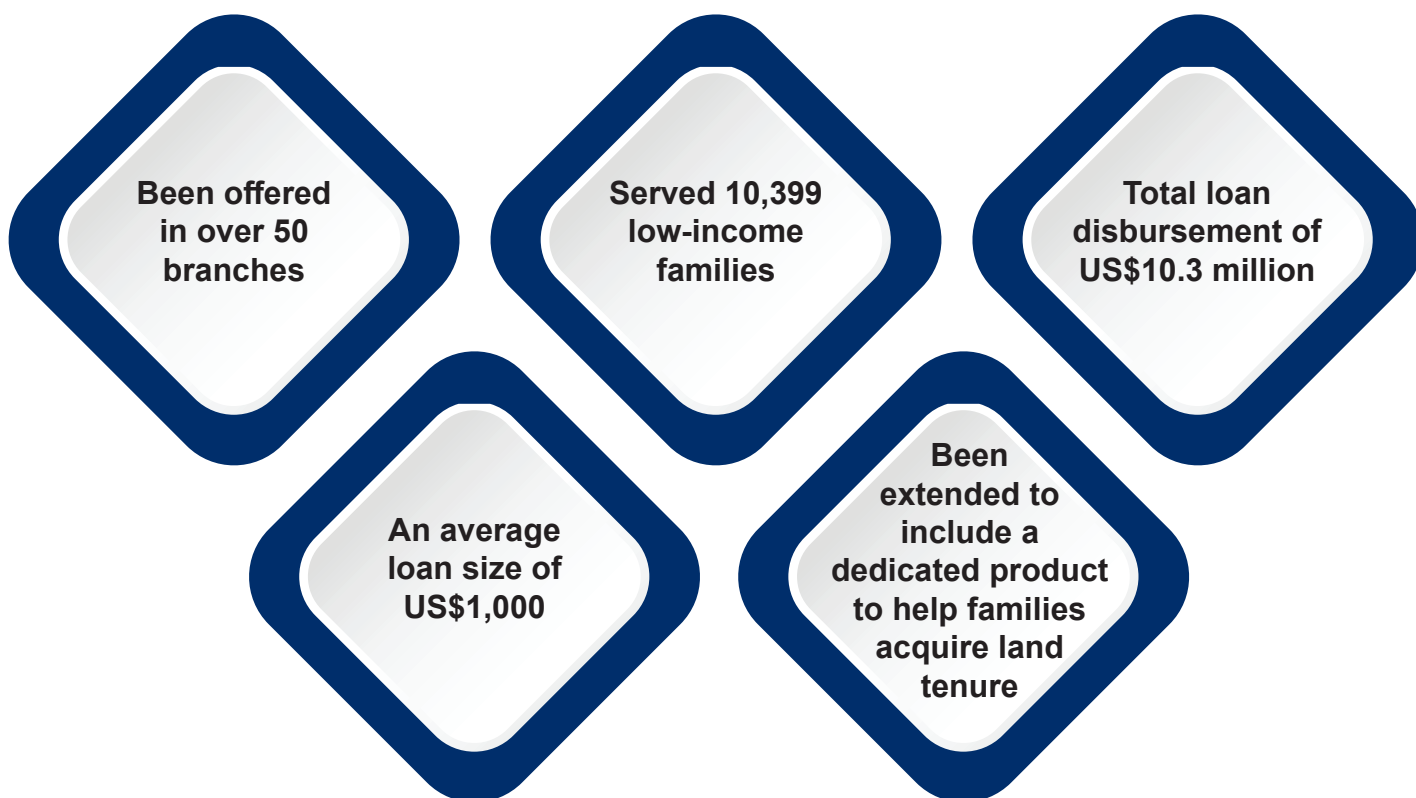 Been offered
in over 50
branches
Served 10,399
low-income
families
Total loan
disbursement of
US$10.3 million
An average
loan size of
US$1,000
Been
extended to
include a
dedicated product
to help families
acquire land
tenure